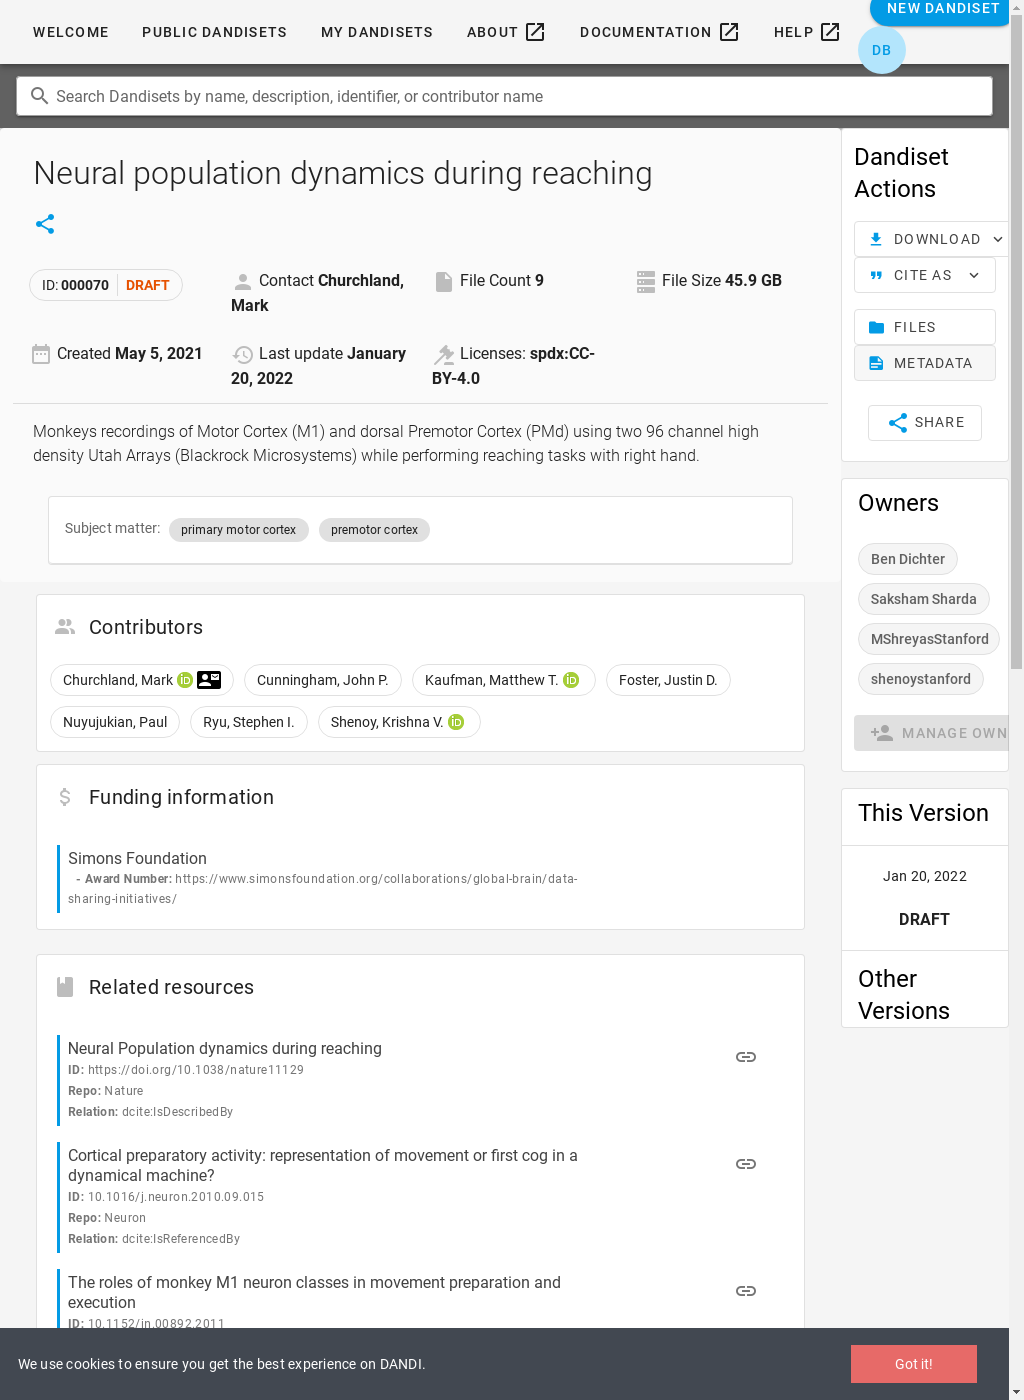 WELCOME PUBLIC DANDISETS MY DANDISETS ABOUT DOCUMENTATION HELP NEW DANDISET
DB
Search Dandisets by name, description, identifier, or contributor name
Neural population dynamics during reaching
ID: 000070 DRAFT
Contact Churchland,
Mark
File Count 9
File Size 45.9 GB
Created May 5, 2021
Last update January
20, 2022
Licenses: spdx:CC-
BY-4.0
Monkeys recordings of Motor Cortex (M1) and dorsal Premotor Cortex (PMd) using two 96 channel high
density Utah Arrays (Blackrock Microsystems) while performing reaching tasks with right hand.
Subject matter: primary motor cortex premotor cortex
Contributors
Churchland, Mark iD Cunningham, John P. Kaufman, Matthew T. iD Foster, Justin D.
Nuyujukian, Paul Ryu, Stephen I. Shenoy, Krishna V. iD
Funding information
Simons Foundation
- Award Number: https://www.simonsfoundation.org/collaborations/global-brain/data-
sharing-initiatives/
Related resources
Neural Population dynamics during reaching
ID: https://doi.org/10.1038/nature11129
Repo: Nature
Relation: dcite:IsDescribedBy
Cortical preparatory activity: representation of movement or first cog in a
dynamical machine?
ID: 10.1016/j.neuron.2010.09.015
Repo: Neuron
Relation: dcite:IsReferencedBy
The roles of monkey M1 neuron classes in movement preparation and
execution
ID: 10.1152/jn.00892.2011
Dandiset
Actions
DOWNLOAD
CITE AS
FILES
METADATA
SHARE
Owners
Ben Dichter
Saksham Sharda
MShreyasStanford
shenoystanford
MANAGE OWN
This Version
Jan 20, 2022
DRAFT
Other
Versions
We use cookies to ensure you get the best experience on DANDI.
Got it!